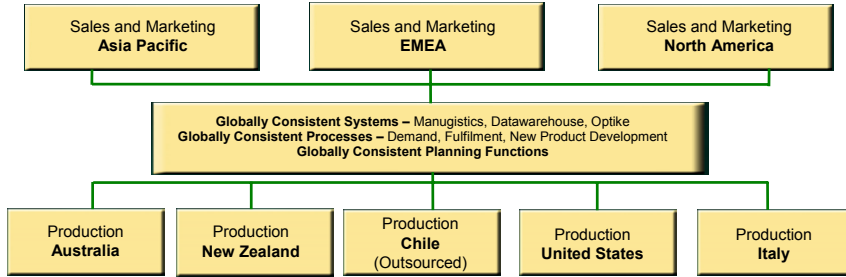 Sales and Marketing
Asia Pacific
Sales and Marketing
EMEA
Sales and Marketing
North America
Globally Consistent Systems – Manugistics, Datawarehouse, Optike
Globally Consistent Processes – Demand, Fulfilment, New Product Development
Globally Consistent Planning Functions
Production
Australia
Production
New Zealand
Production
Chile
(Outsourced)
Production
United States
Production
Italy